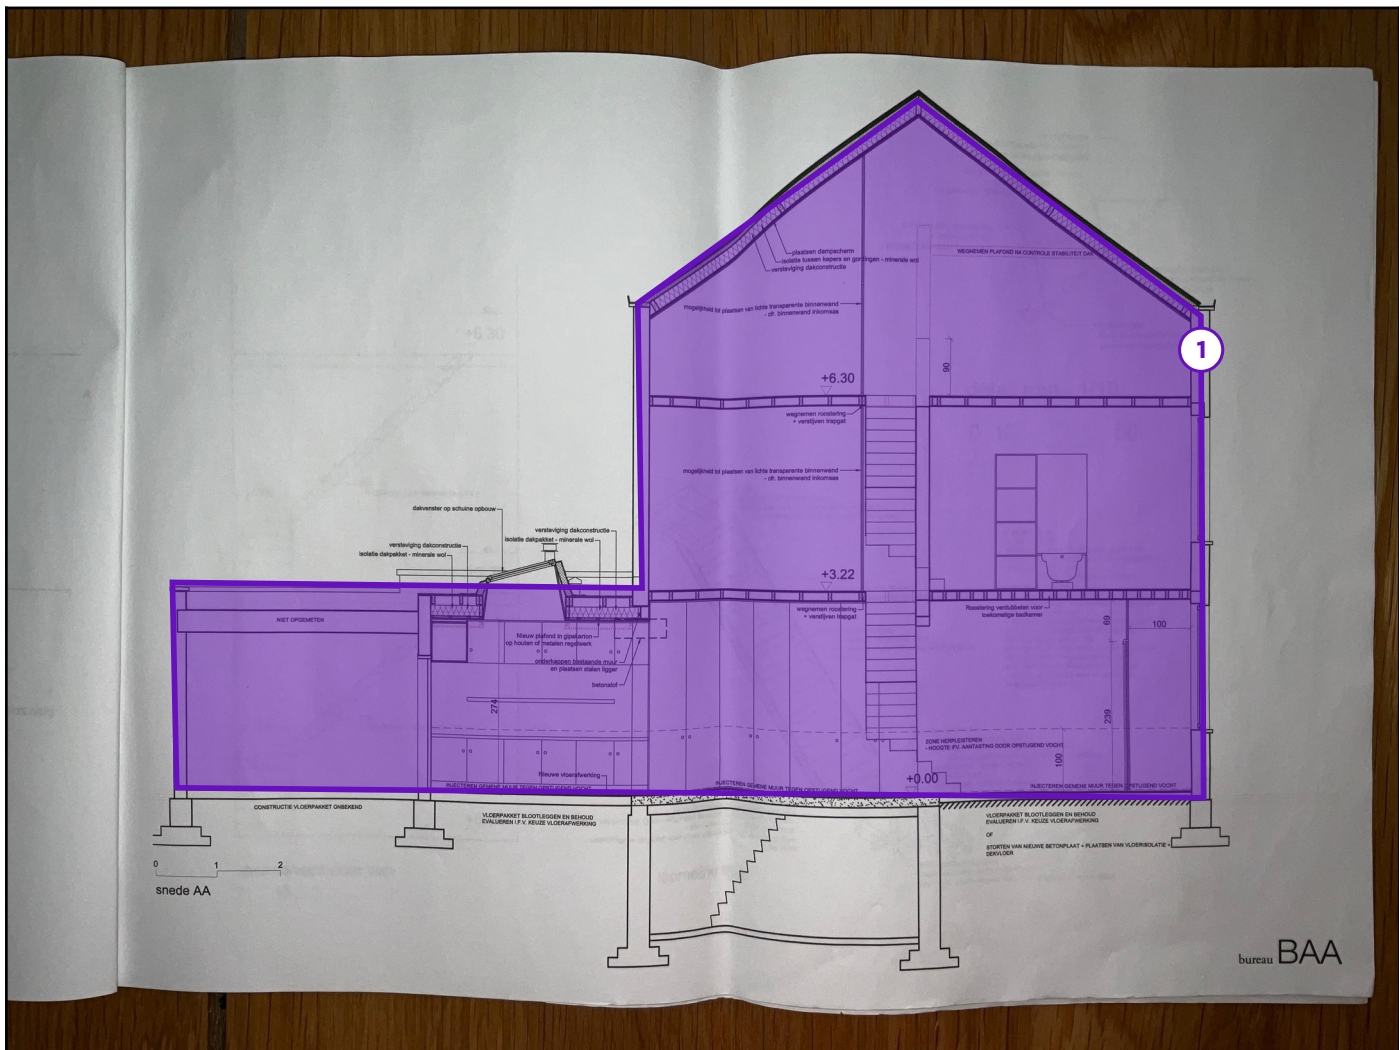 plaatsen dampscherm
isolatie tussen kepers en gordingen - minerale wol
versteviging dakconstructie
WEGNEMEN PLAFOND NA CONTROLE STABILITEIT DAK
mogelijkheid tot plaatsen van lichte transparente binnenwand
- cfr. binnenwand inkomsas
1
+6.30
90
wegnemen roostering
+ verstijven trapgat
mogelijkheid tot plaatsen van lichte transparente binnenwand
- cfr. binnenwand inkomsas
dakvenster op schuine opbouw
versteviging dakconstructie
isolatie dakpakket - minerale wol
versteviging dakconstructie
isolatie dakpakket - minerale wol
+3.22
wegnemen roostering
+ verstijven trapgat
Roostering verdubbelen voor
toekomstige badkamer
NIET OPGEMETEN
69
100
Nieuw plafond in gipskarton
op houten of metalen regelwerk
onderkappen bestaande muur
en plaatsen stalen ligger
betonslof
274
239
ZONE HERPLEISTEREN
- HOOGTE IFV. AANTASTING DOOR OPSTIJGEND VOCHT
100
Nieuwe vloerafwerking
+0.00
INJECTEREN GEMENE MUUR TEGEN OPSTIJGEND VOCHT
INJECTEREN GEMENE MUUR TEGEN OPSTIJGEND VOCHT
INJECTEREN GEMENE MUUR TEGEN OPSTIJGEND VOCHT
CONSTRUCTIE VLOERPAKKET ONBEKEND
VLOERPAKKET BLOOTLEGGEN EN BEHOUD
EVALUEREN I.F.V. KEUZE VLOERAFWERKING
VLOERPAKKET BLOOTLEGGEN EN BEHOUD
EVALUEREN I.F.V. KEUZE VLOERAFWERKING
OF
STORTEN VAN NIEUWE BETONPLAAT + PLAATSEN VAN VLOERISOLATIE +
DEKVLOER
0 1 2
snede AA
bureau BAA